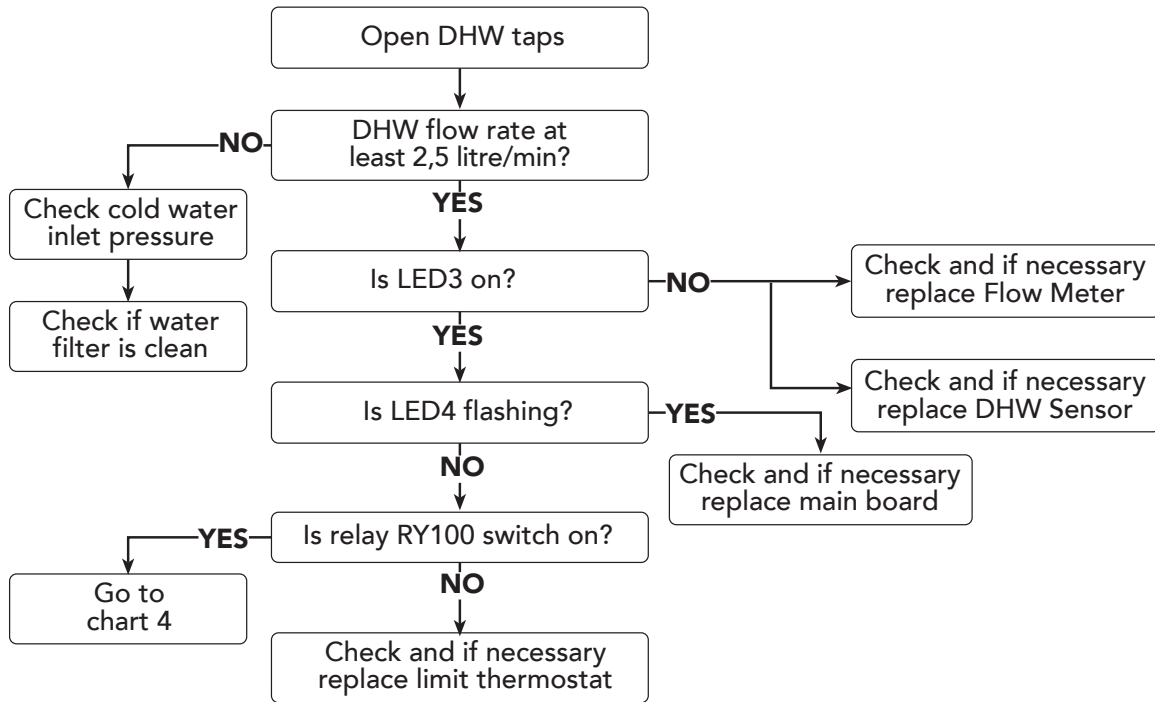 Open DHW taps
DHW flow rate at
least 2,5 litre/min?
NO
Check cold water
inlet pressure
YES
Check if water
filter is clean
Is LED3 on?
NO
Check and if necessary
replace Flow Meter
YES
Check and if necessary
replace DHW Sensor
Is LED4 flashing?
YES
Check and if necessary
replace main board
NO
Is relay RY100 switch on?
YES
Go to
chart 4
NO
Check and if necessary
replace limit thermostat